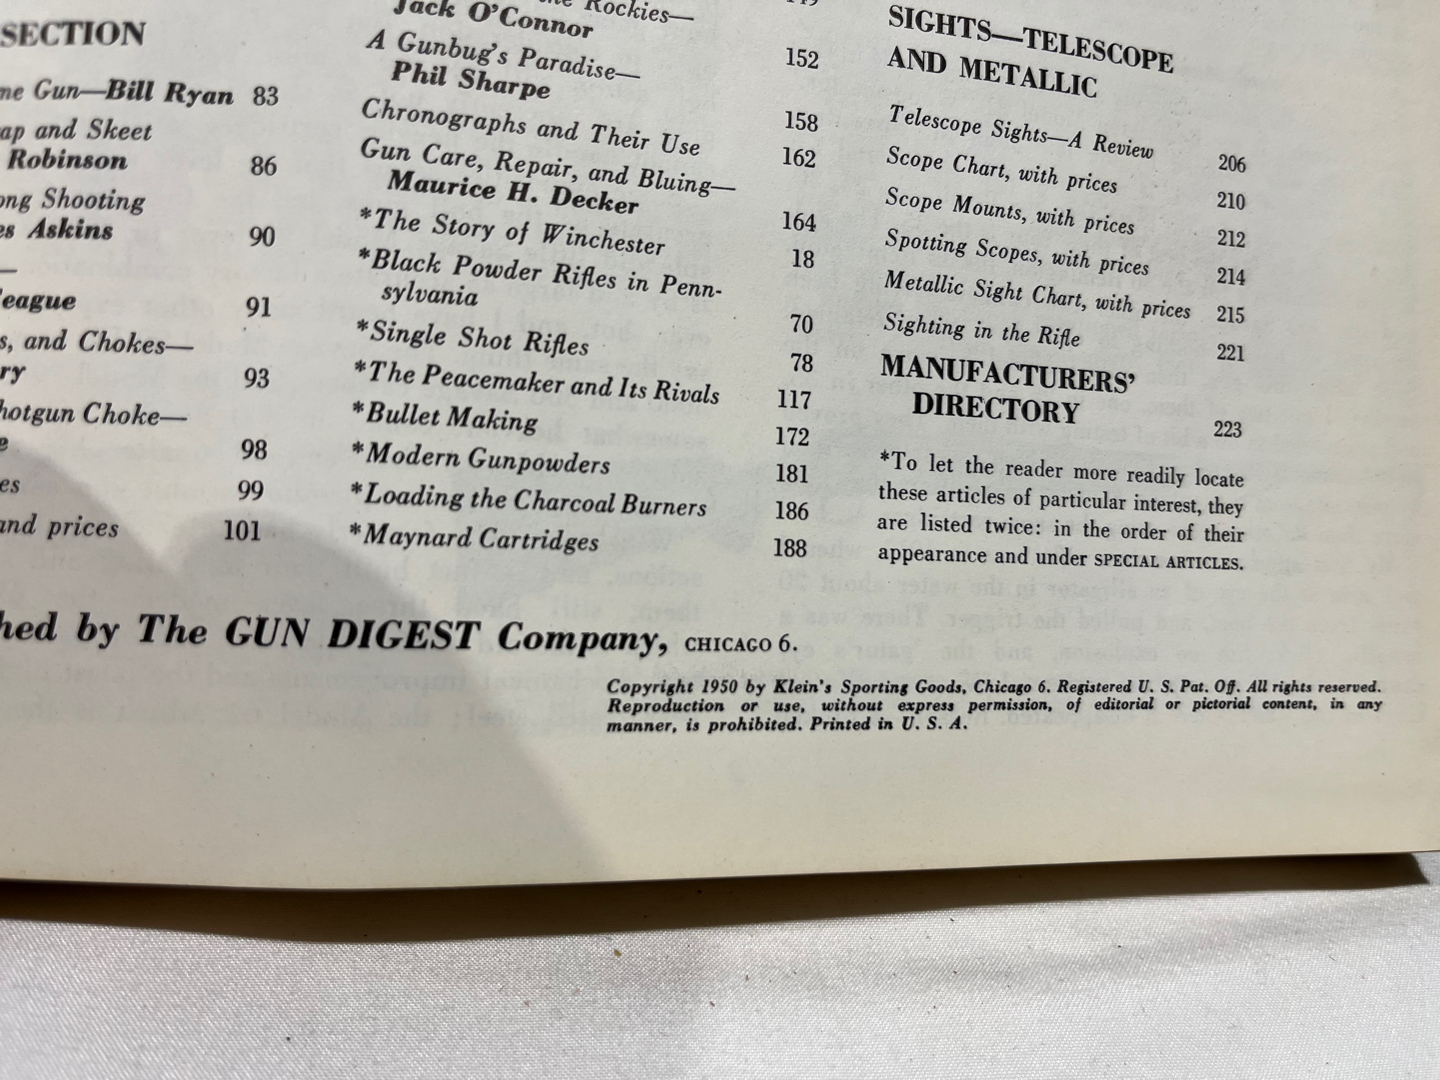 SECTION
Gun—Bill Ryan 83
and Skeet
Robinson 86
Shooting
Askins 90
—
91
, and Chokes—
93
Choke—
98
99
and prices 101
Rockies—
Jack O'Connor
A Gunbug's Paradise—
Phil Sharpe 152
Chronographs and Their Use 158
Gun Care, Repair, and Bluing— 162
Maurice H. Decker
*The Story of Winchester 164
*Black Powder Rifles in Penn- 18
sylvania
*Single Shot Rifles 70
*The Peacemaker and Its Rivals 78
*Bullet Making 117
*Modern Gunpowders 172
*Loading the Charcoal Burners 181
*Maynard Cartridges 186
188
SIGHTS—TELESCOPE
AND METALLIC
Telescope Sights—A Review 206
Scope Chart, with prices 210
Scope Mounts, with prices 212
Spotting Scopes, with prices 214
Metallic Sight Chart, with prices 215
Sighting in the Rifle 221
MANUFACTURERS'
DIRECTORY 223
*To let the reader more readily locate
these articles of particular interest, they
are listed twice: in the order of their
appearance and under SPECIAL ARTICLES.
by The GUN DIGEST Company, CHICAGO 6.
Copyright 1950 by Klein's Sporting Goods, Chicago 6. Registered U. S. Pat. Off. All rights reserved.
Reproduction or use, without express permission, of editorial or pictorial content, in any
manner, is prohibited. Printed in U. S. A.